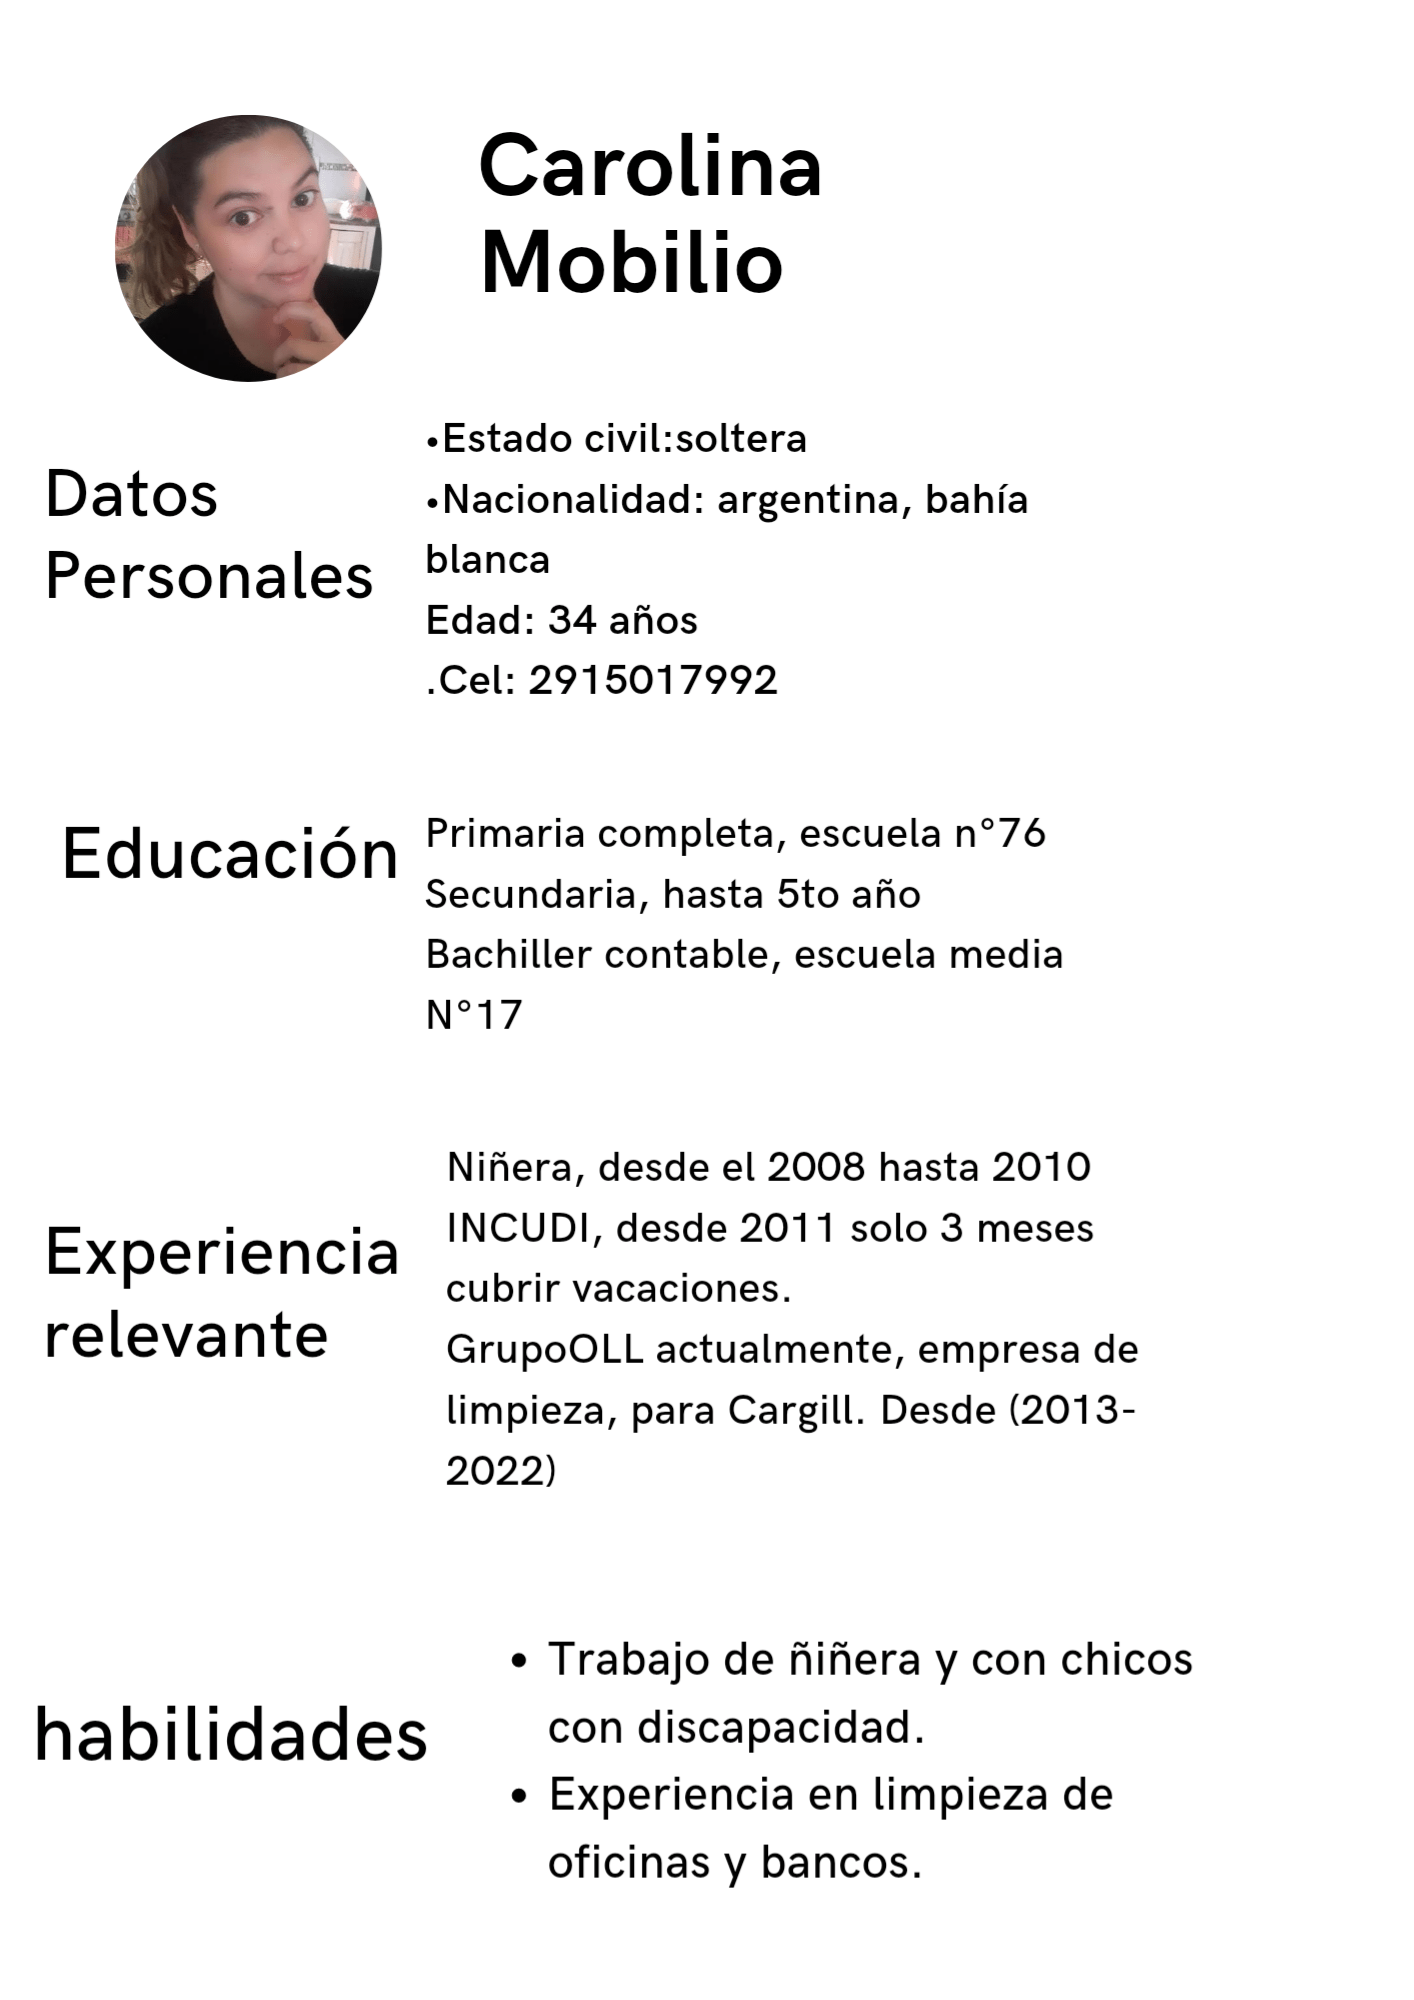 Carolina
Mobilio
Datos
Personales
•Estado civil:soltera
•Nacionalidad: argentina, bahía
blanca
Edad: 34 años
.Cel: 2915017992
Educación
Primaria completa, escuela n°76
Secundaria, hasta 5to año
Bachiller contable, escuela media
N°17
Experiencia
relevante
Niñera, desde el 2008 hasta 2010
INCUDI, desde 2011 solo 3 meses
cubrir vacaciones.
GrupoOLL actualmente, empresa de
limpieza, para Cargill. Desde (2013-
2022)
habilidades
• Trabajo de ñiñera y con chicos
con discapacidad.
• Experiencia en limpieza de
oficinas y bancos.